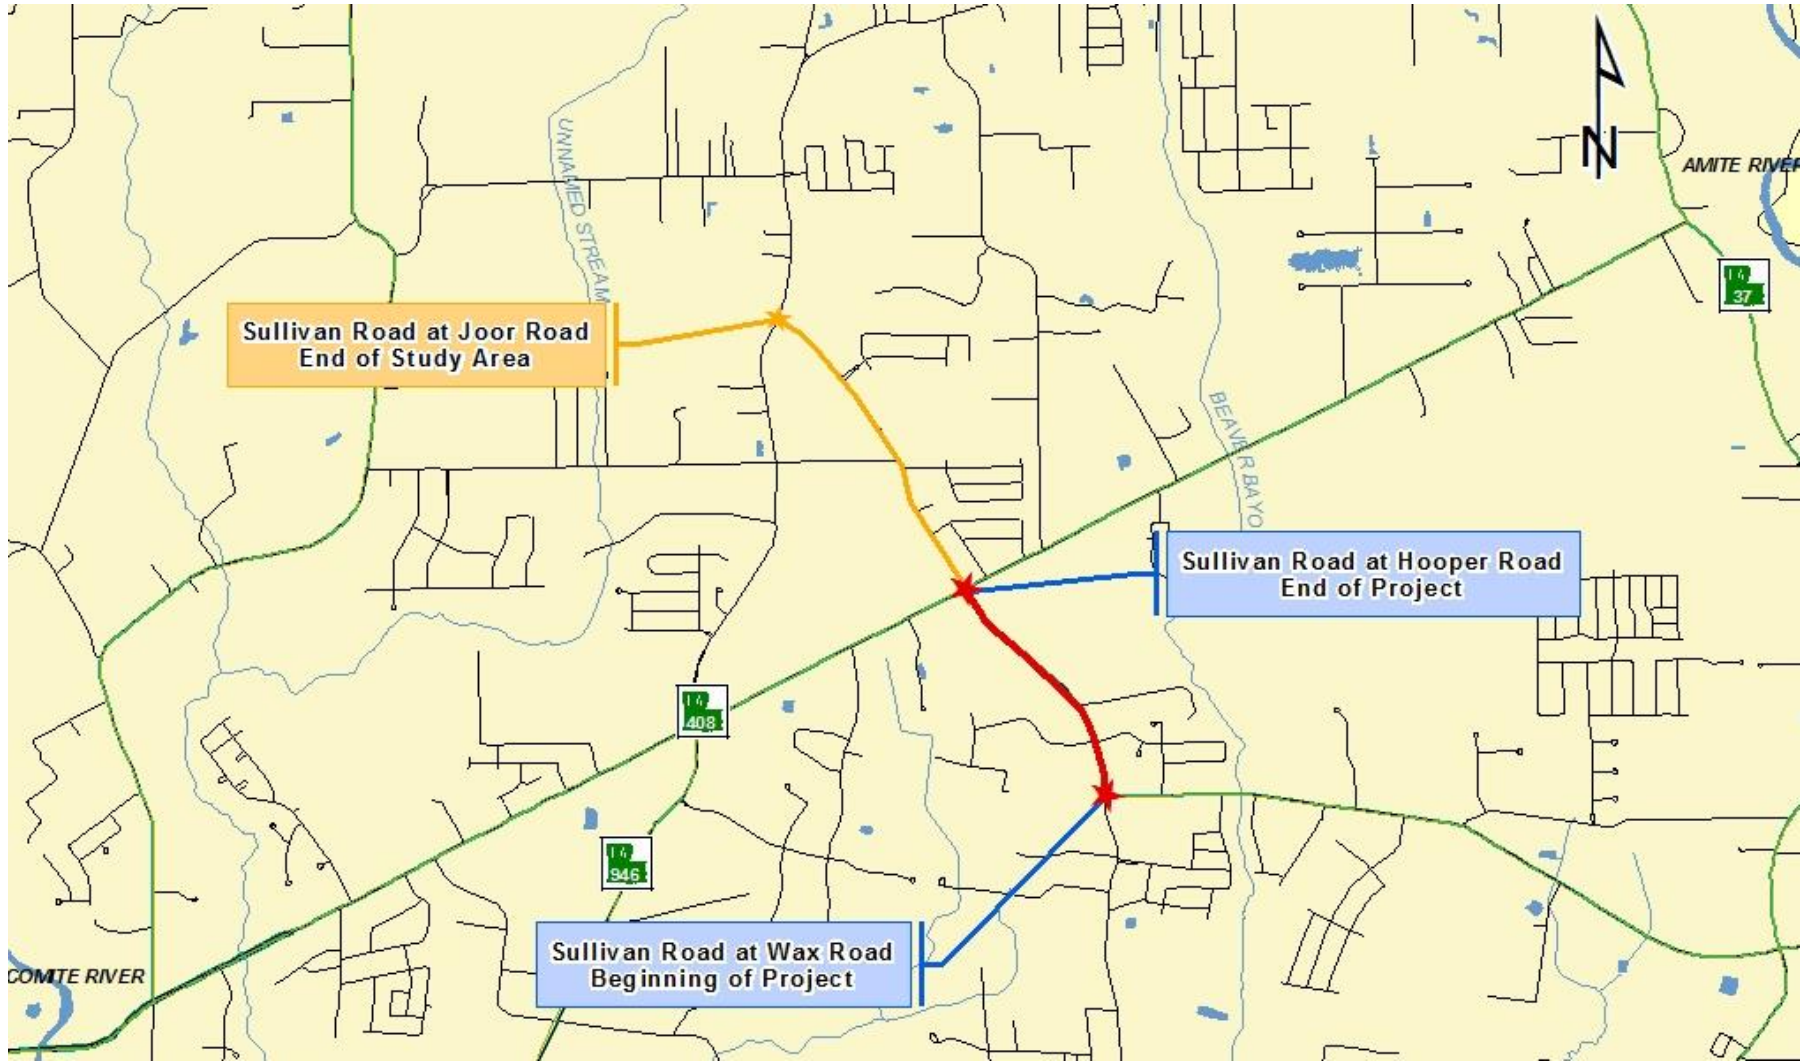 N
AMITE RIVER
UNNAMED STREAM
LA
37
Sullivan Road at Joor Road
End of Study Area
BEAVER BAYO
Sullivan Road at Hooper Road
End of Project
LA
408
LA
946
Sullivan Road at Wax Road
Beginning of Project
COMITE RIVER